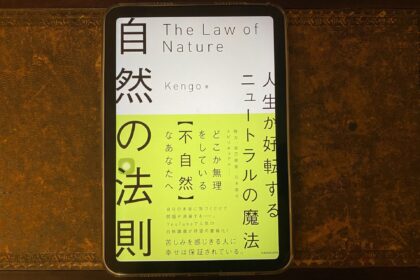 The Law of
Nature
Kengo 著
自然の法則
人生が好転する
ニュートラルの魔法
どこか無理
をしている
【不自然】
なあなたへ
苦しみを感じきる人に
幸せは保証されている。